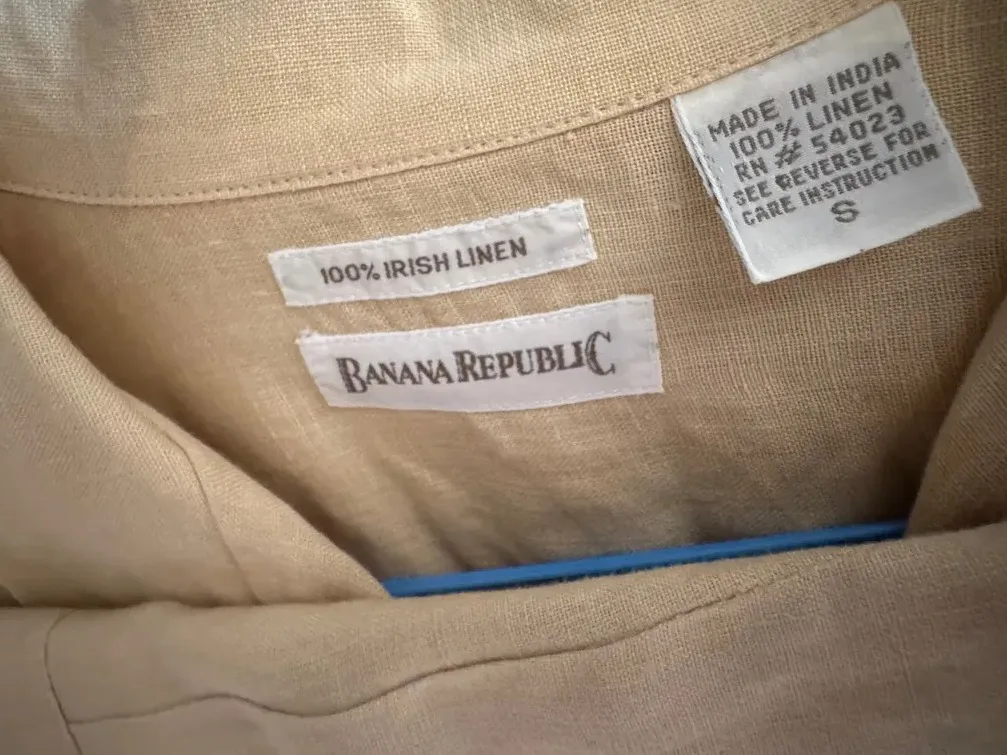 MADE IN INDIA
100% LINEN
RN # 54023
SEE REVERSE FOR
CARE INSTRUCTION
S
100% IRISH LINEN
BANANA REPUBLIC